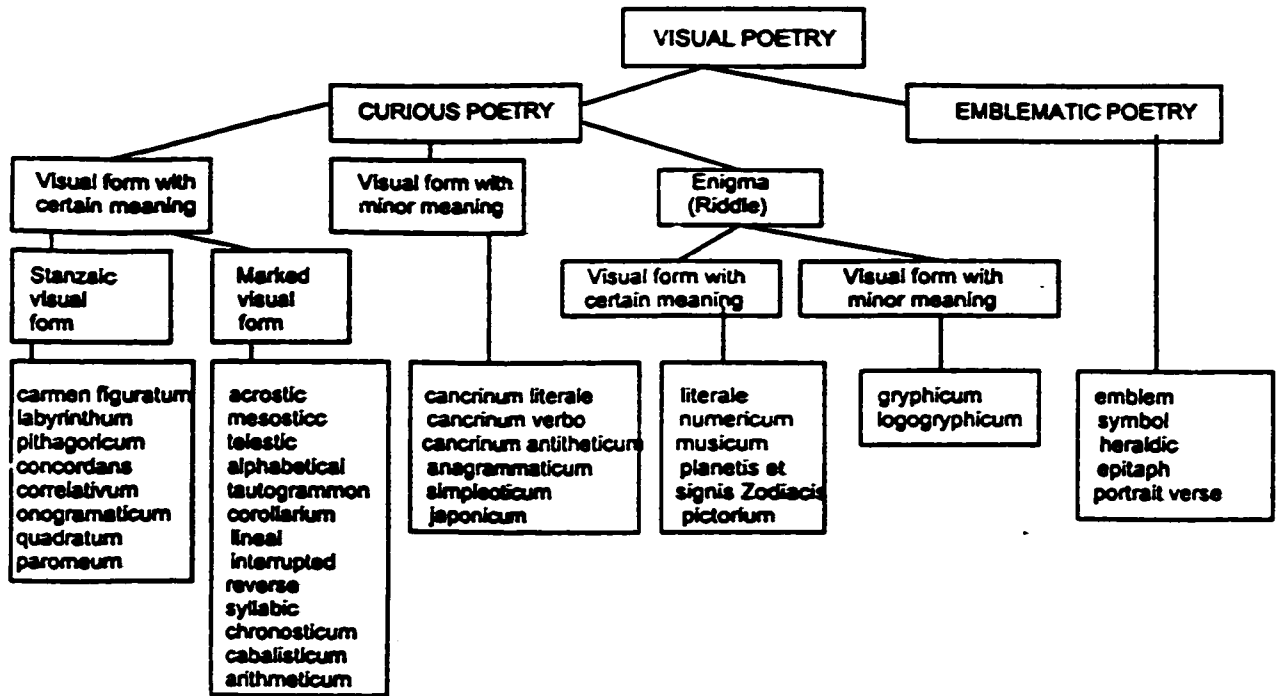 VISUAL POETRY
CURIOUS POETRY
EMBLEMATIC POETRY
Visual form with
certain meaning
Visual form with
minor meaning
Enigma
(Riddle)
Stanzaic
visual
form
Marked
visual
form
Visual form with
certain meaning
Visual form with
minor meaning
carmen figuratum
labyrinthum
pithagoricum
concordans
correlativum
onogramaticum
quadratum
paromeum
acrostic
mesosticc
telestic
alphabetical
tautogrammon
corollarium
lineal
interrupted
reverse
syllabic
chronosticum
cabalisticum
arithmeticum
cancrinum literale
cancrinum verbo
cancrinum antitheticum
anagrammaticum
simplecticum
japonicum
literale
numericum
musicum
planetis et
signis Zodiacis
pictorium
gryphicum
logogryphicum
emblem
symbol
heraldic
epitaph
portrait verse